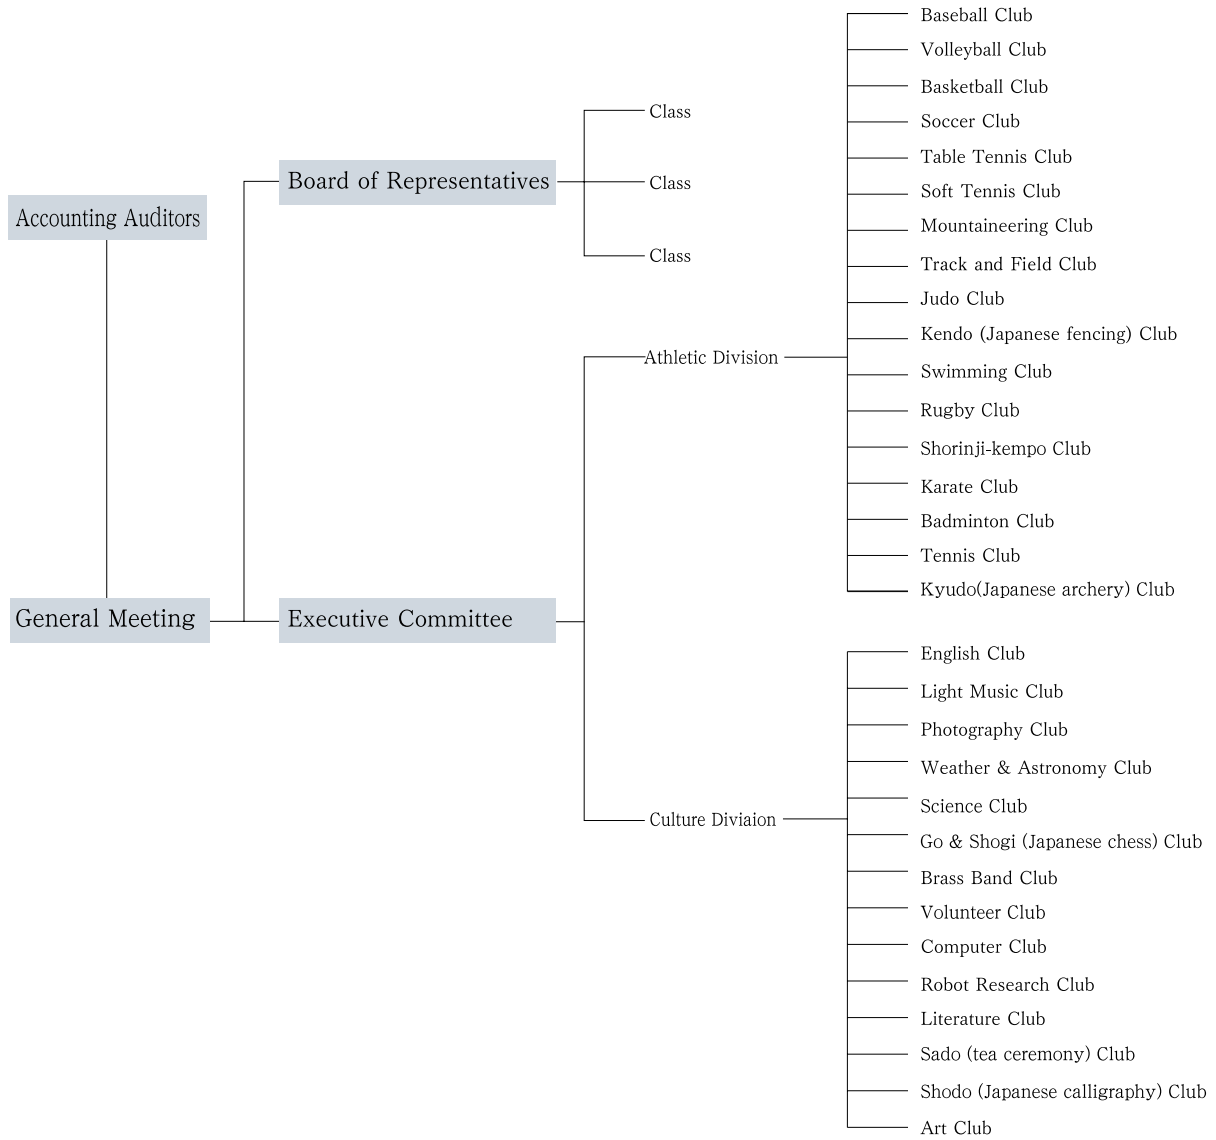 Accounting Auditors
General Meeting
Board of Representatives
Class
Class
Class
Executive Committee
Athletic Division
Baseball Club
Volleyball Club
Basketball Club
Soccer Club
Table Tennis Club
Soft Tennis Club
Mountaineering Club
Track and Field Club
Judo Club
Kendo (Japanese fencing) Club
Swimming Club
Rugby Club
Shorinji-kempo Club
Karate Club
Badminton Club
Tennis Club
Kyudo(Japanese archery) Club
Culture Diviaion
English Club
Light Music Club
Photography Club
Weather & Astronomy Club
Science Club
Go & Shogi (Japanese chess) Club
Brass Band Club
Volunteer Club
Computer Club
Robot Research Club
Literature Club
Sado (tea ceremony) Club
Shodo (Japanese calligraphy) Club
Art Club